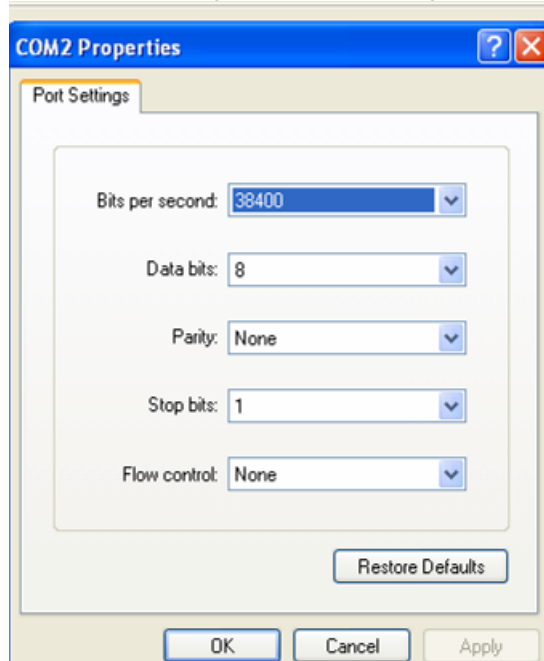 COM2 Properties
Port Settings
Bits per second: 38400
Data bits: 8
Parity: None
Stop bits: 1
Flow control: None
Restore Defaults
OK Cancel Apply